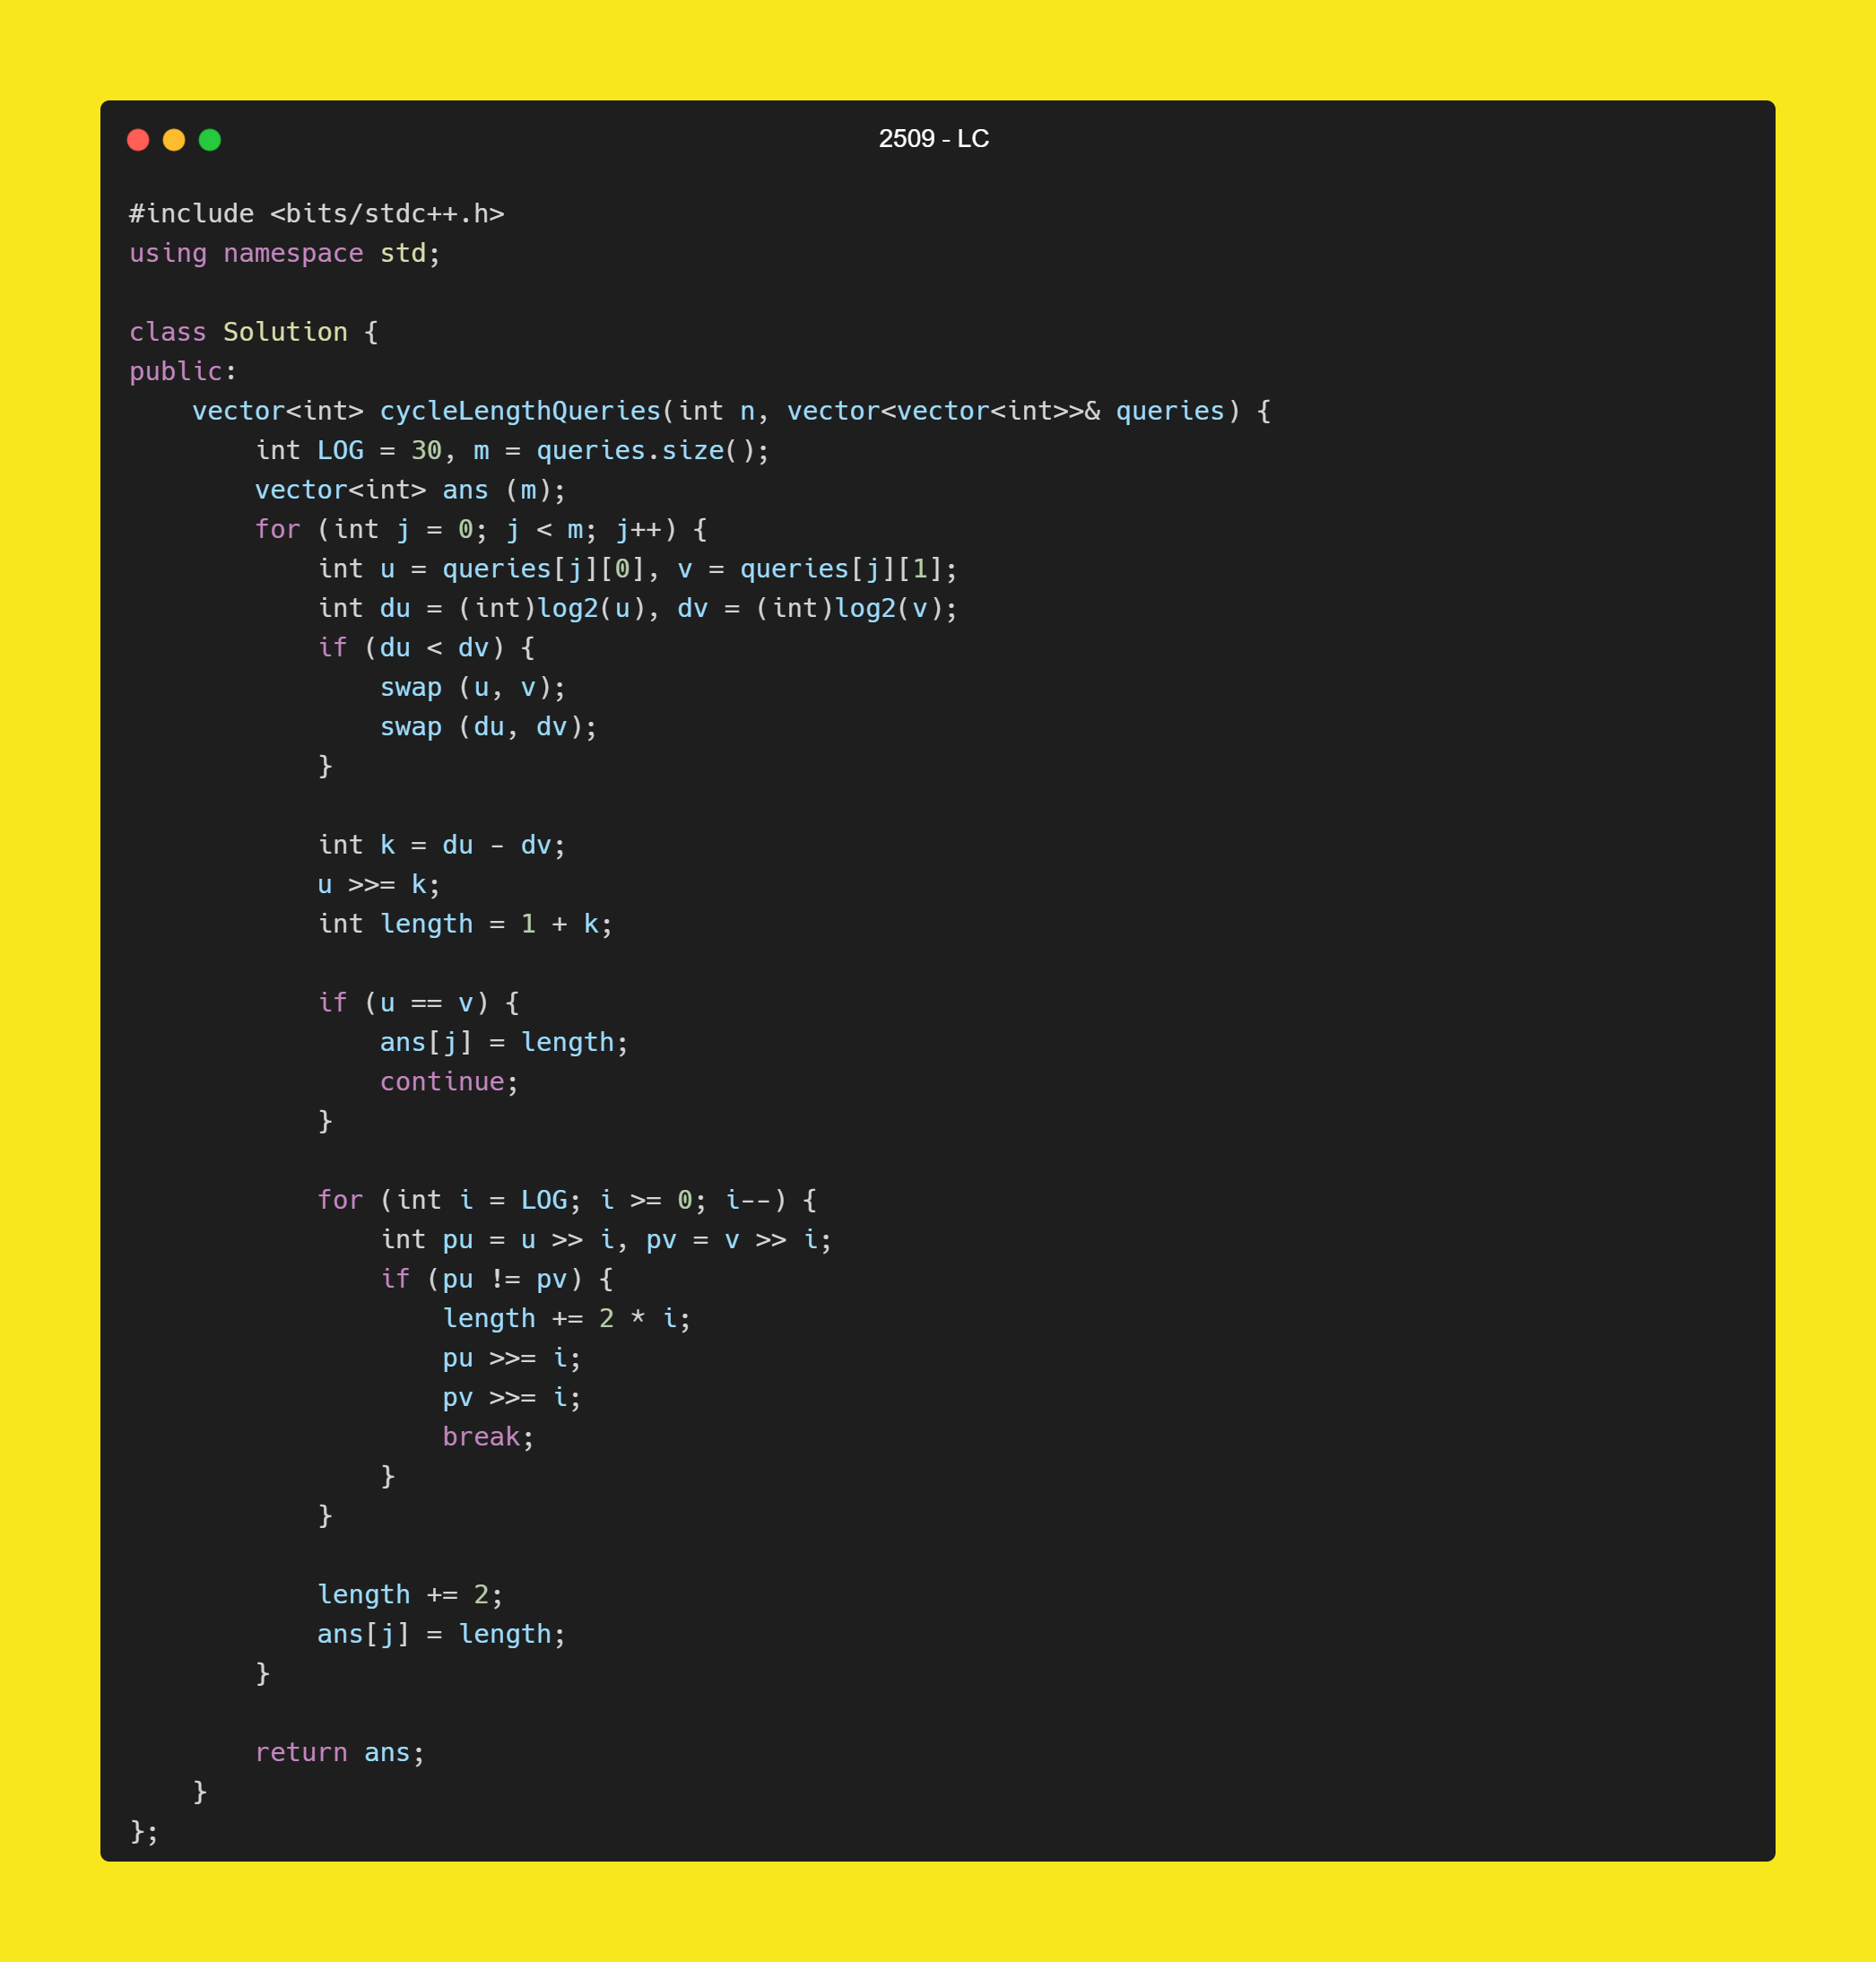 2509 - LC
#include <bits/stdc++.h>
using namespace std;
class Solution {
public:
    vector<int> cycleLengthQueries(int n, vector<vector<int>>& queries) {
        int LOG = 30, m = queries.size();
        vector<int> ans (m);
        for (int j = 0; j < m; j++) {
            int u = queries[j][0], v = queries[j][1];
            int du = (int)log2(u), dv = (int)log2(v);
            if (du < dv) {
                swap (u, v);
                swap (du, dv);
            }
            int k = du - dv;
            u >>= k;
            int length = 1 + k;
            if (u == v) {
                ans[j] = length;
                continue;
            }
            for (int i = LOG; i >= 0; i--) {
                int pu = u >> i, pv = v >> i;
                if (pu != pv) {
                    length += 2 * i;
                    pu >>= i;
                    pv >>= i;
                    break;
                }
            }
            length += 2;
            ans[j] = length;
        }
        return ans;
    }
};